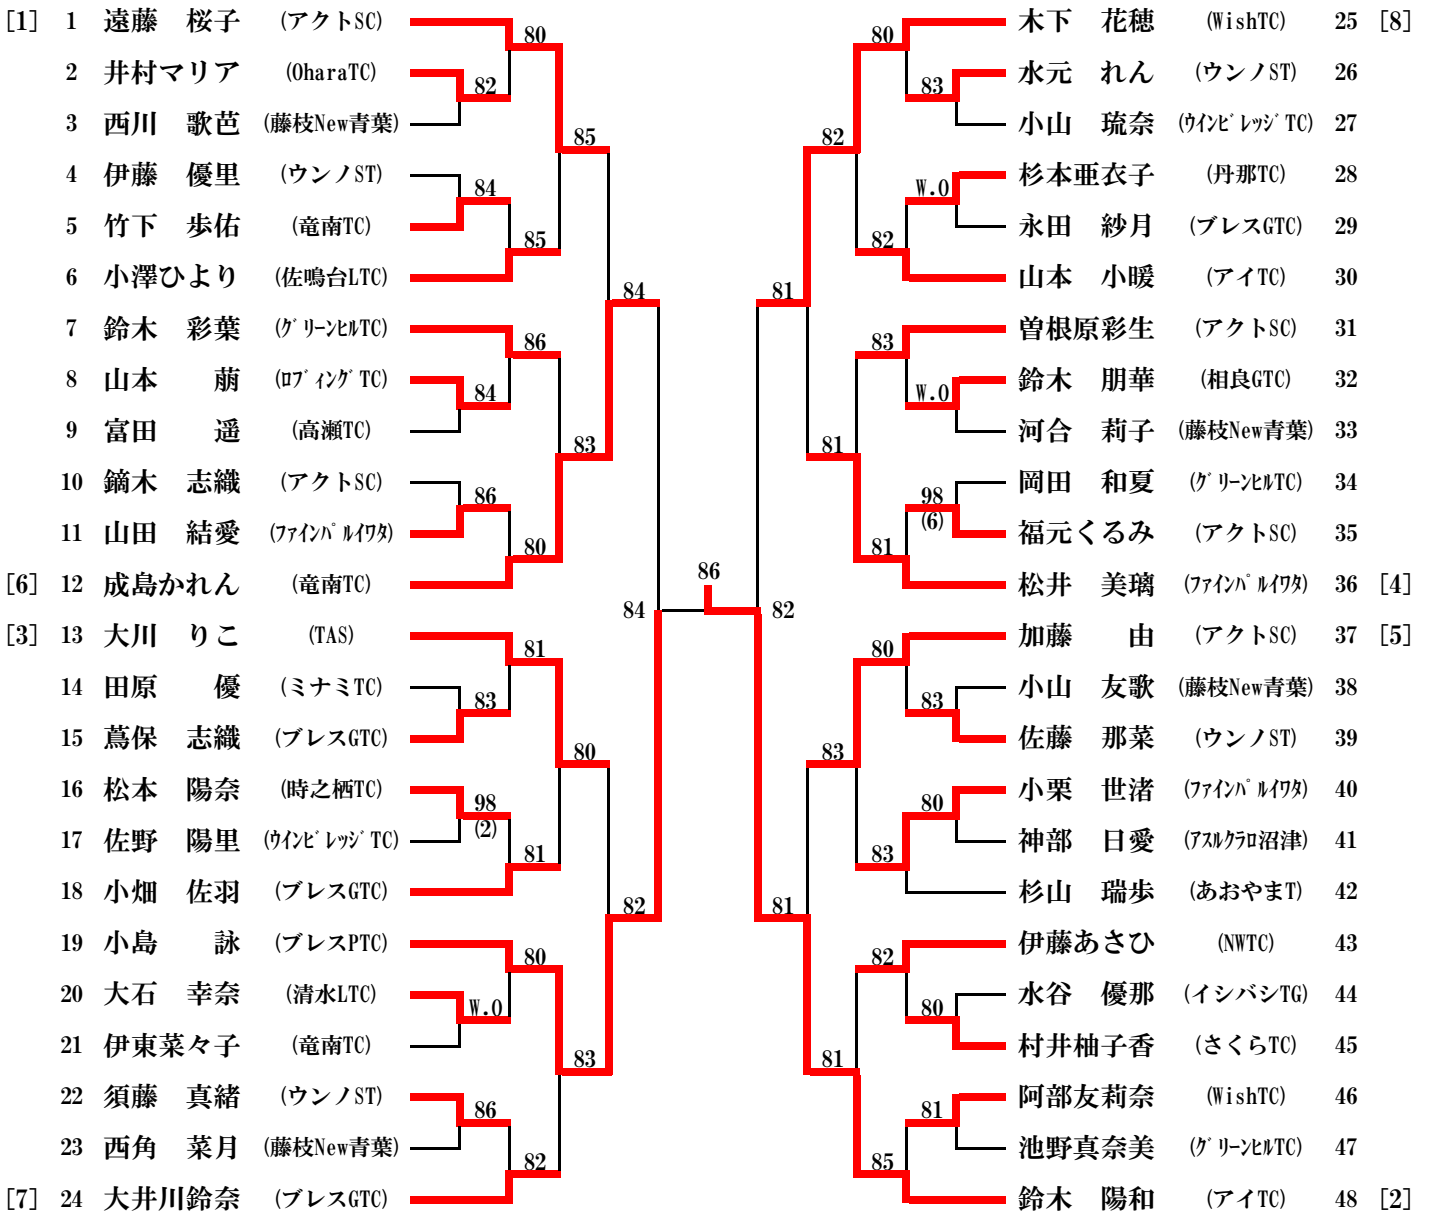 [1] 1 遠藤　桜子 (アクトSC)
80
2 井村マリア (OharaTC)
82
3 西川　歌芭 (藤枝New青葉)
85
4 伊藤　優里 (ウンノST)
84
5 竹下　歩佑 (竜南TC)
85
6 小澤ひより (佐鳴台LTC)
84
7 鈴木　彩葉 (グリーンヒルTC)
86
8 山本　萠 (ロブィングTC)
84
9 富田　遥 (高瀬TC)
83
10 鏑木　志織 (アクトSC)
86
11 山田　結愛 (ファインパルイワタ)
80
[6] 12 成島かれん (竜南TC)
84
[3] 13 大川　りこ (TAS)
81
14 田原　優 (ミナミTC)
83
15 蔦保　志織 (ブレスGTC)
80
16 松本　陽奈 (時之栖TC)
98
(2)
17 佐野　陽里 (ウインビレッジTC)
81
18 小畑　佐羽 (ブレスGTC)
82
19 小島　詠 (ブレスPTC)
80
20 大石　幸奈 (清水LTC)
W.O
21 伊東菜々子 (竜南TC)
83
22 須藤　真緒 (ウンノST)
86
23 西角　菜月 (藤枝New青葉)
82
[7] 24 大井川鈴奈 (ブレスGTC)
86
木下　花穂 (WishTC) 25 [8]
80
水元　れん (ウンノST) 26
83
小山　琉奈 (ウインビレッジTC) 27
82
杉本亜衣子 (丹那TC) 28
W.O
永田　紗月 (ブレスGTC) 29
82
山本　小暖 (アイTC) 30
81
曽根原彩生 (アクトSC) 31
83
鈴木　朋華 (相良GTC) 32
W.O
河合　莉子 (藤枝New青葉) 33
81
岡田　和夏 (グリーンヒルTC) 34
98
(6)
福元くるみ (アクトSC) 35
81
松井　美璃 (ファインパルイワタ) 36 [4]
82
加藤　由 (アクトSC) 37 [5]
80
小山　友歌 (藤枝New青葉) 38
83
佐藤　那菜 (ウンノST) 39
83
小栗　世渚 (ファインパルイワタ) 40
80
神部　日愛 (アスルクラロ沼津) 41
83
杉山　瑞歩 (あおやまT) 42
81
伊藤あさひ (NWTC) 43
82
水谷　優那 (イシバシTG) 44
80
村井柚子香 (さくらTC) 45
81
阿部友莉奈 (WishTC) 46
81
池野真奈美 (グリーンヒルTC) 47
85
鈴木　陽和 (アイTC) 48 [2]